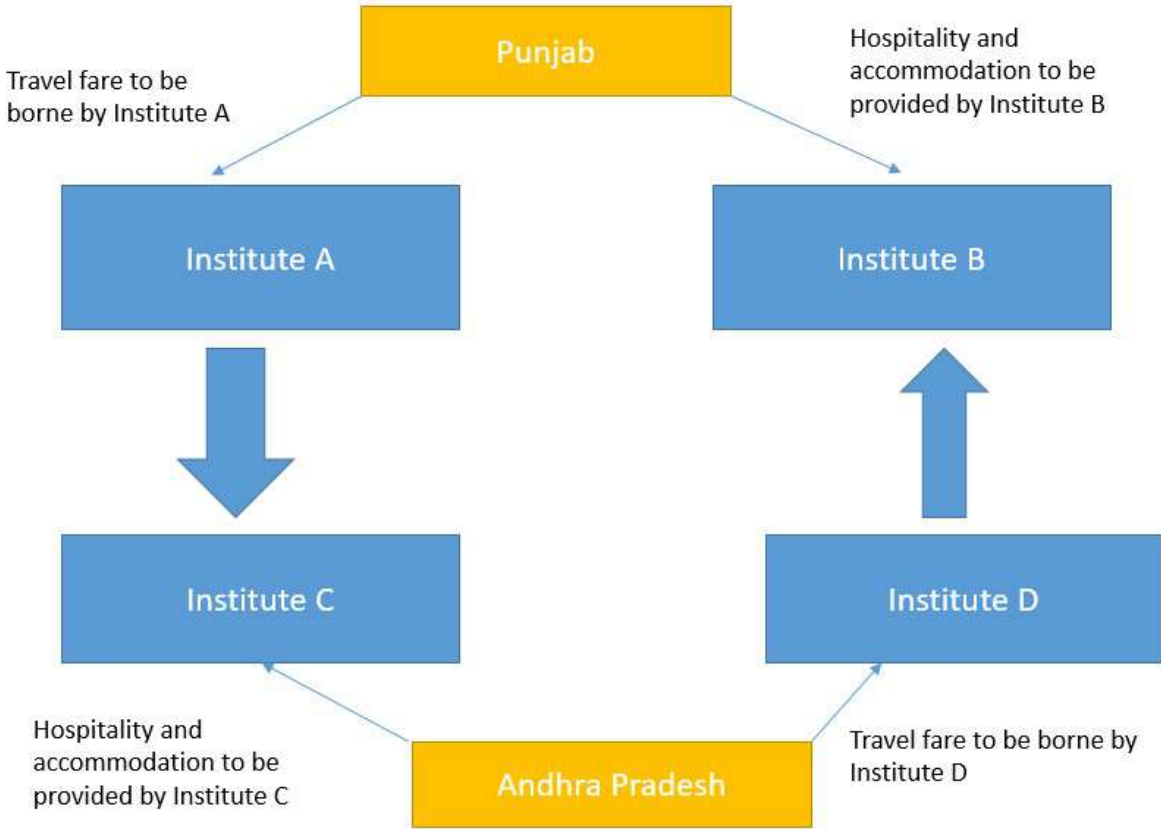 Punjab
Travel fare to be
borne by Institute A
Hospitality and
accommodation to be
provided by Institute B
Institute A
Institute B
Institute C
Institute D
Hospitality and
accommodation to be
provided by Institute C
Andhra Pradesh
Travel fare to be borne by
Institute D